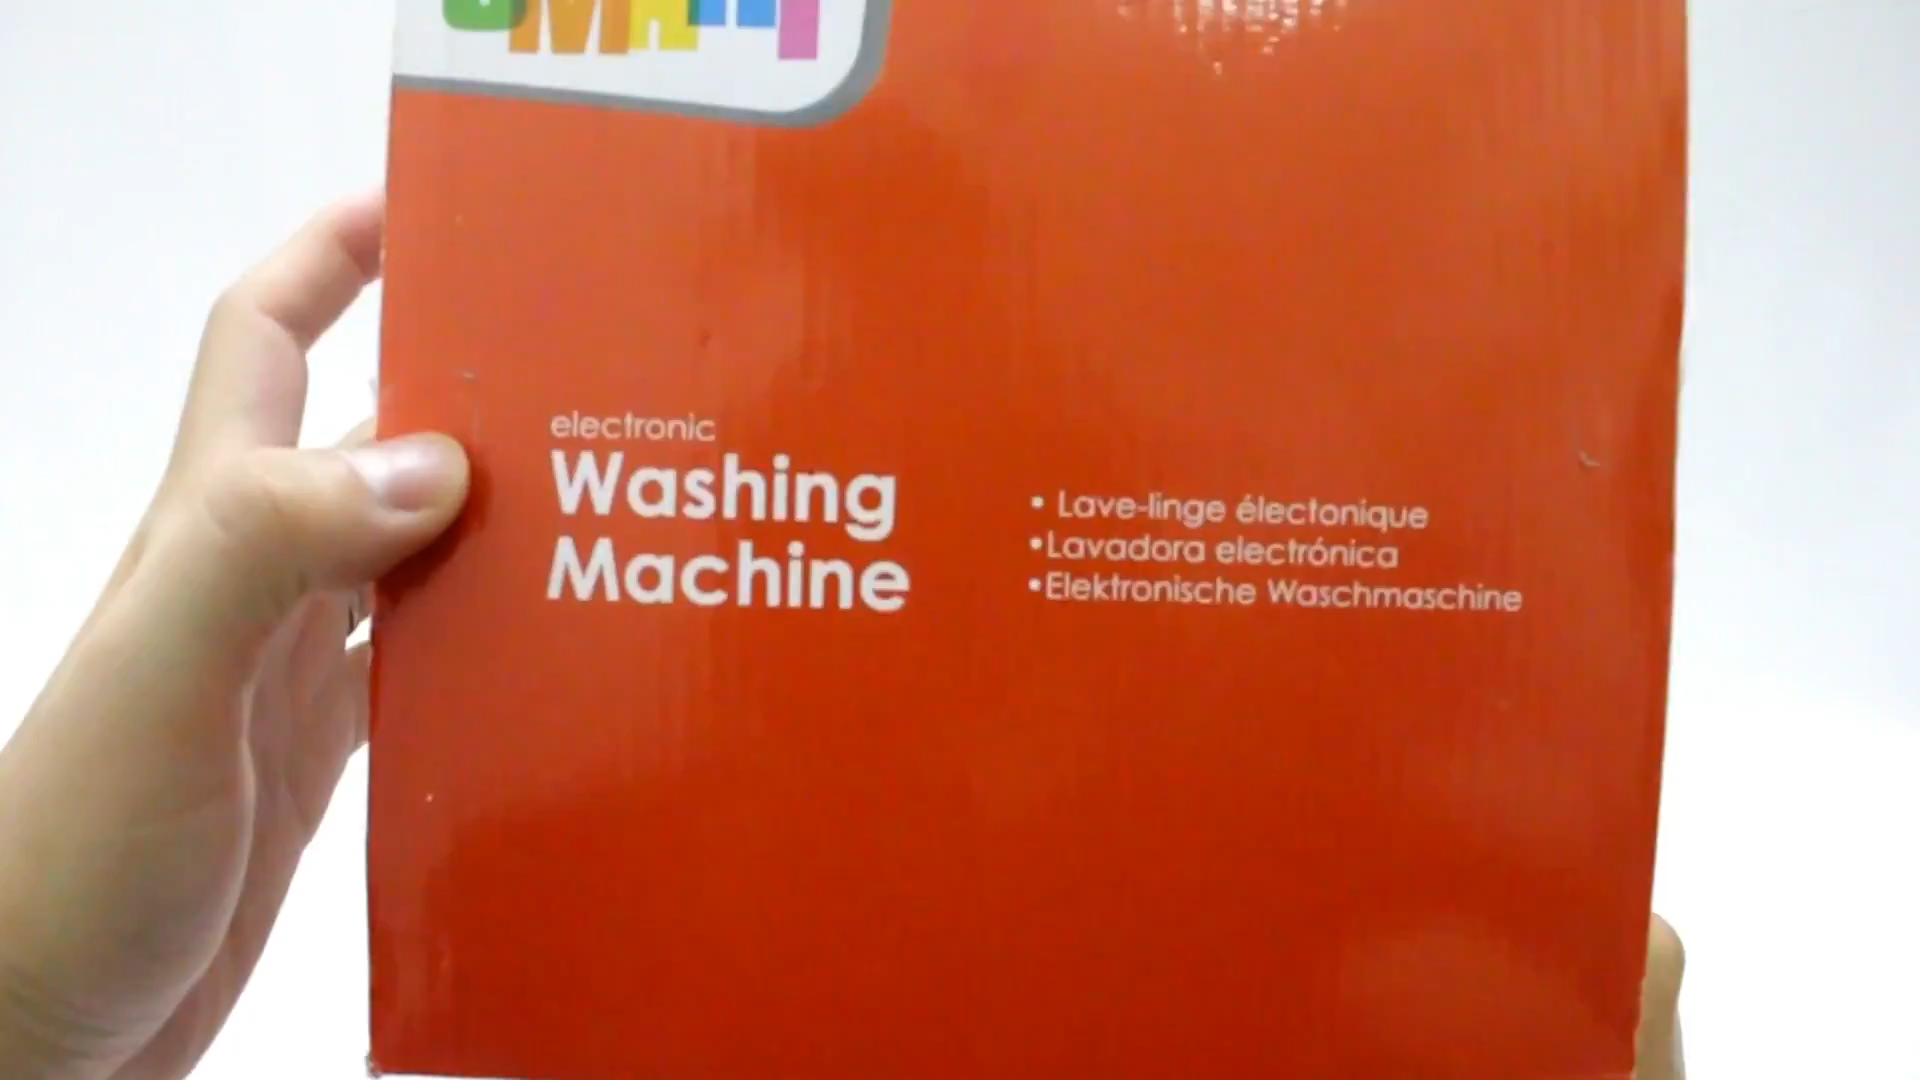 electronic
Washing
Machine
• Lave-linge électonique
•Lavadora electrónica
•Elektronische Waschmaschine